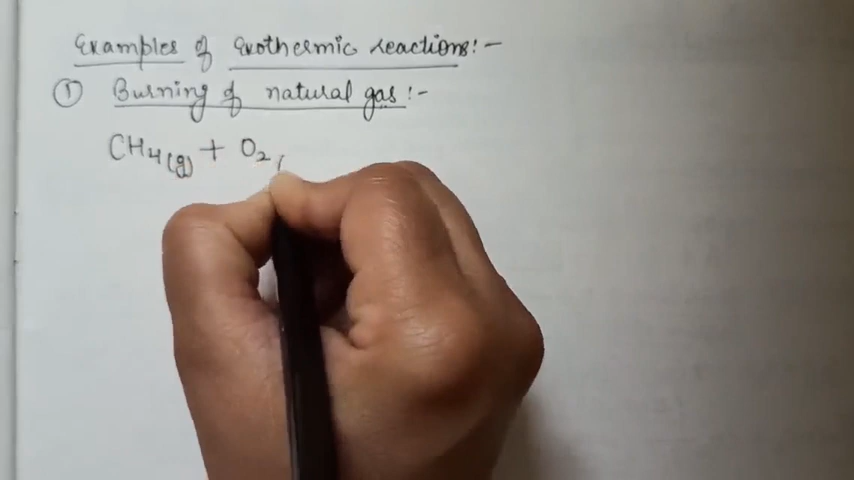 Examples of Exothermic reactions:-
① Burning of natural gas:-
CH4(g) + O2 (